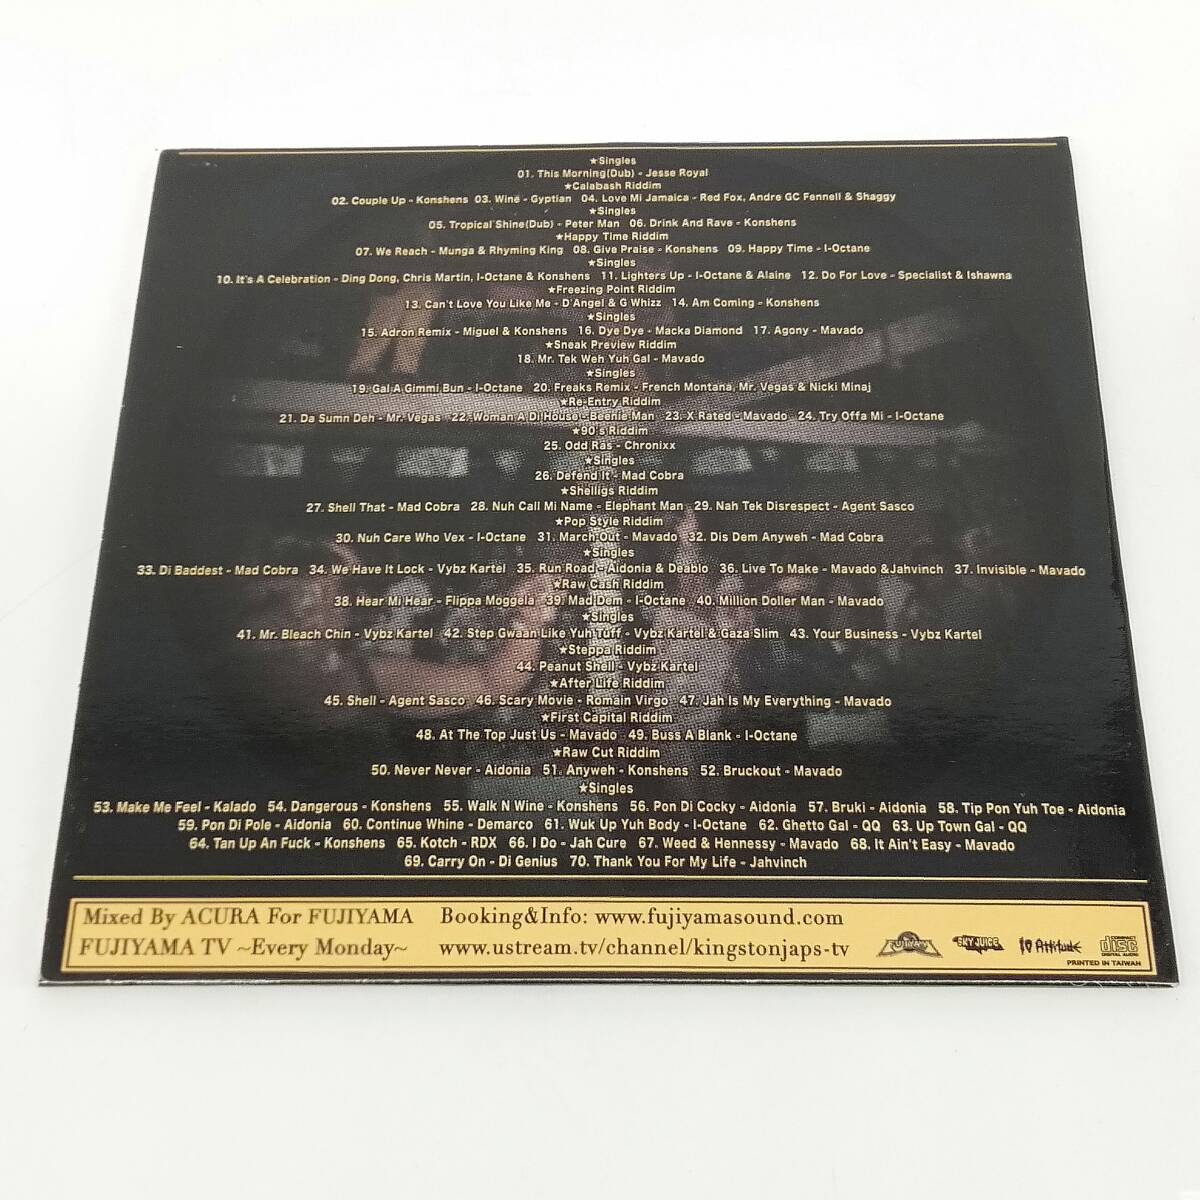 ★Singles
01. This Morning(Dub) - Jesse Royal
★Calabash Riddim
02. Couple Up - Konshens 03. Wine - Gyptian 04. Love Mi Jamaica - Red Fox, Andre GC Fennell & Shaggy
★Singles
05. Tropical Shine(Dub) - Peter Man 06. Drink And Rave - Konshens
★Happy Time Riddim
07. We Reach - Munga & Rhyming King 08. Give Praise - Konshens 09. Happy Time - I-Octane
★Singles
10. It's A Celebration - Ding Dong, Chris Martin, I-Octane & Konshens 11. Lighters Up - I-Octane & Alaine 12. Do For Love - Specialist & Ishawna
★Freezing Point Riddim
13. Can't Love You Like Me - D'Angel & G Whizz 14. Am Coming - Konshens
★Singles
15. Adron Remix - Miguel & Konshens 16. Dye Dye - Macka Diamond 17. Agony - Mavado
★Sneak Preview Riddim
18. Mr. Tek Weh Yuh Gal - Mavado
★Singles
19. Gal A Gimmi Bun - I-Octane 20. Freaks Remix - French Montana, Mr. Vegas & Nicki Minaj
★Re-Entry Riddim
21. Da Sumn Deh - Mr. Vegas 22. Woman A Di House - Beenie Man 23. X Rated - Mavado 24. Try Offa Mi - I-Octane
★90's Riddim
25. Odd Ras - Chronixx
★Singles
26. Defend It - Mad Cobra
★Shelligs Riddim
27. Shell That - Mad Cobra 28. Nuh Call Mi Name - Elephant Man 29. Nah Tek Disrespect - Agent Sasco
★Pop Style Riddim
30. Nuh Care Who Vex - I-Octane 31. March Out - Mavado 32. Dis Dem Anyweh - Mad Cobra
★Singles
33. Di Baddest - Mad Cobra 34. We Have It Lock - Vybz Kartel 35. Run Road - Aidonia & Deablo 36. Live To Make - Mavado &Jahvinch 37. Invisible - Mavado
★Raw Cash Riddim
38. Hear Mi Hear - Flippa Moggela 39. Mad Dem - I-Octane 40. Million Doller Man - Mavado
★Singles
41. Mr. Bleach Chin - Vybz Kartel 42. Step Gwaan Like Yuh Tuff - Vybz Kartel & Gaza Slim 43. Your Business - Vybz Kartel
★Steppa Riddim
44. Peanut Shell - Vybz Kartel
★After Life Riddim
45. Shell - Agent Sasco 46. Scary Movie - Romain Virgo 47. Jah Is My Everything - Mavado
★First Capital Riddim
48. At The Top Just Us - Mavado 49. Buss A Blank - I-Octane
★Raw Cut Riddim
50. Never Never - Aidonia 51. Anyweh - Konshens 52. Bruckout - Mavado
★Singles
53. Make Me Feel - Kalado 54. Dangerous - Konshens 55. Walk N Wine - Konshens 56. Pon Di Cocky - Aidonia 57. Bruki - Aidonia 58. Tip Pon Yuh Toe - Aidonia
59. Pon Di Pole - Aidonia 60. Continue Whine - Demarco 61. Wuk Up Yuh Body - I-Octane 62. Ghetto Gal - QQ 63. Up Town Gal - QQ
64. Tan Up An Fuck - Konshens 65. Kotch - RDX 66. I Do - Jah Cure 67. Weed & Hennessy - Mavado 68. It Ain't Easy - Mavado
69. Carry On - Di Genius 70. Thank You For My Life - Jahvinch
Mixed By ACURA For FUJIYAMA Booking&Info: www.fujiyamasound.com
FUJIYAMA TV ~Every Monday~ www.ustream.tv/channel/kingstonjaps-tv
FUJIYAMA SKY JUICE 10 Attitude COMPACT disc DIGITAL AUDIO
PRINTED IN TAIWAN